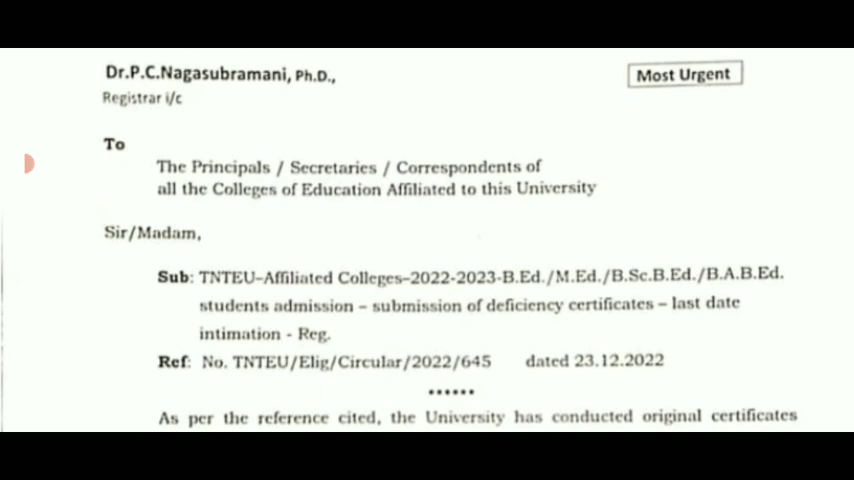 Dr.P.C.Nagasubramani, Ph.D.,
Most Urgent
Registrar i/c
To
The Principals / Secretaries / Correspondents of
all the Colleges of Education Affiliated to this University
Sir/Madam,
Sub: TNTEU–Affiliated Colleges–2022-2023-B.Ed./M.Ed./B.Sc.B.Ed./B.A.B.Ed.
students admission – submission of deficiency certificates – last date
intimation - Reg.
Ref: No. TNTEU/Elig/Circular/2022/645 dated 23.12.2022
••••••
As per the reference cited, the University has conducted original certificates